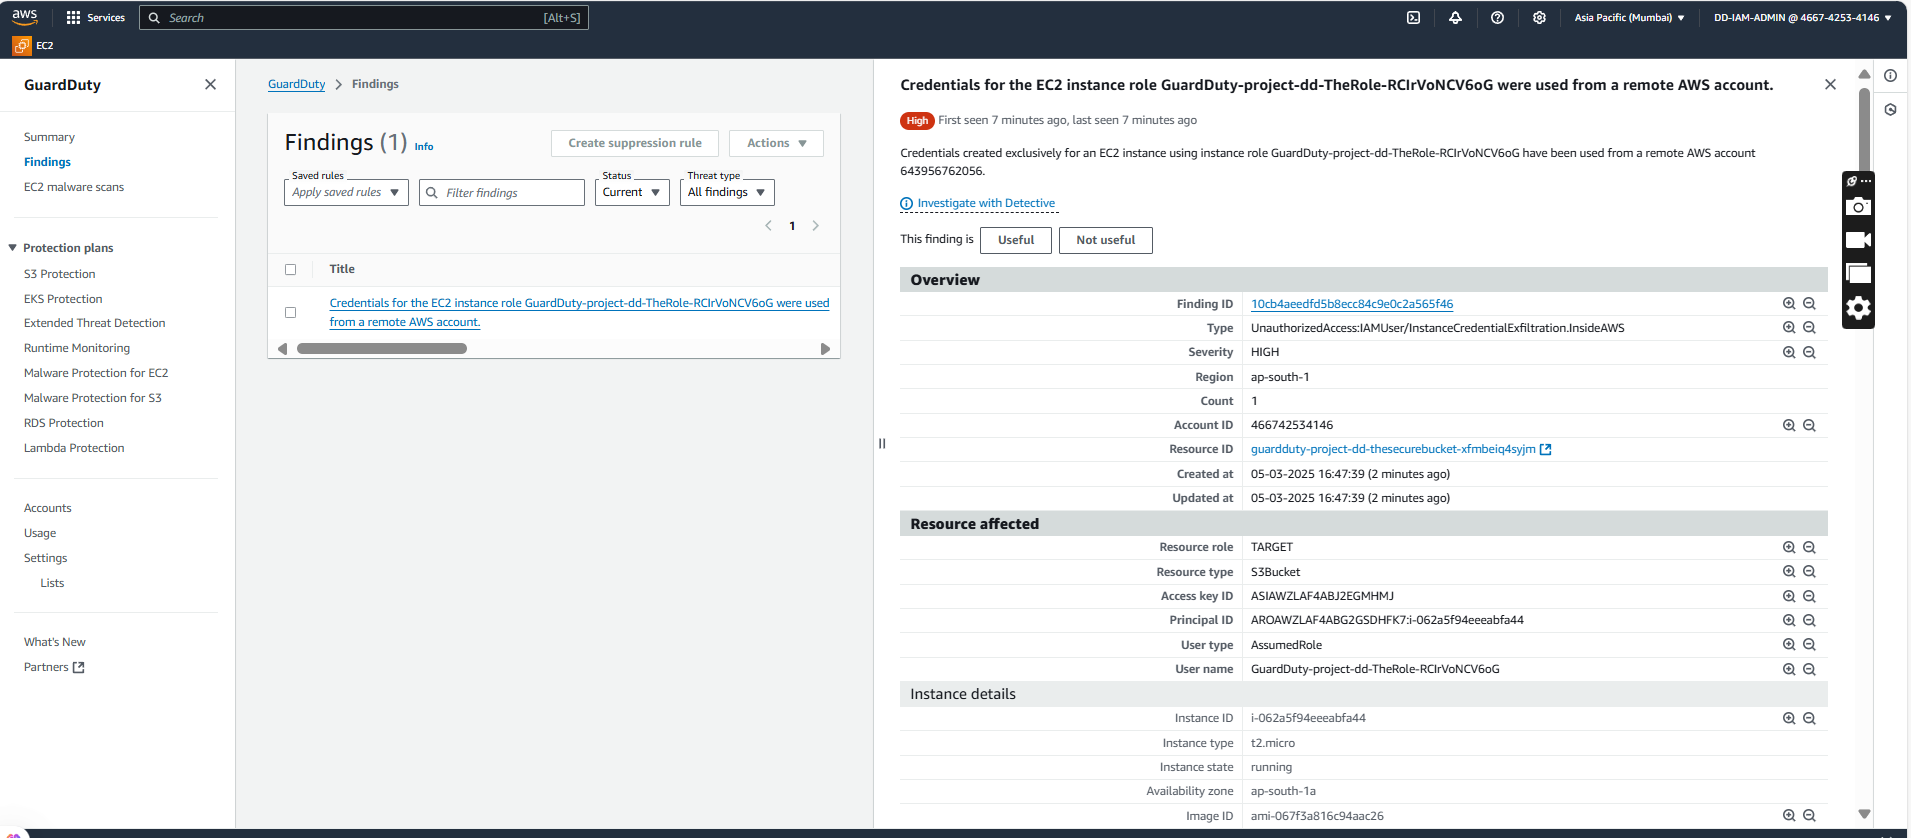 aws
Services
Search
[Alt+S]
Asia Pacific (Mumbai)
DD-IAM-ADMIN @ 4667-4253-4146
EC2
GuardDuty
Summary
Findings
EC2 malware scans
Protection plans
S3 Protection
EKS Protection
Extended Threat Detection
Runtime Monitoring
Malware Protection for EC2
Malware Protection for S3
RDS Protection
Lambda Protection
Accounts
Usage
Settings
Lists
What's New
Partners
GuardDuty > Findings
Findings (1) Info
Create suppression rule
Actions
Saved rules
Apply saved rules
Filter findings
Status
Current
Threat type
All findings
1
Title
Credentials for the EC2 instance role GuardDuty-project-dd-TheRole-RCIrVoNCV6oG were used
from a remote AWS account.
Credentials for the EC2 instance role GuardDuty-project-dd-TheRole-RCIrVoNCV6oG were used from a remote AWS account.
High First seen 7 minutes ago, last seen 7 minutes ago
Credentials created exclusively for an EC2 instance using instance role GuardDuty-project-dd-TheRole-RCIrVoNCV6oG have been used from a remote AWS account
643956762056.
Investigate with Detective
This finding is Useful Not useful
Overview
Finding ID 10cb4aeedfd5b8ecc84c9e0c2a565f46
Type UnauthorizedAccess:IAMUser/InstanceCredentialExfiltration.InsideAWS
Severity HIGH
Region ap-south-1
Count 1
Account ID 466742534146
Resource ID guardduty-project-dd-thesecurebucket-xfmbeiq4syjm
Created at 05-03-2025 16:47:39 (2 minutes ago)
Updated at 05-03-2025 16:47:39 (2 minutes ago)
Resource affected
Resource role TARGET
Resource type S3Bucket
Access key ID ASIAWZLAF4ABJ2EGMHMJ
Principal ID AROAWZLAF4ABG2GSDHFK7:i-062a5f94eeeabfa44
User type AssumedRole
User name GuardDuty-project-dd-TheRole-RCIrVoNCV6oG
Instance details
Instance ID i-062a5f94eeeabfa44
Instance type t2.micro
Instance state running
Availability zone ap-south-1a
Image ID ami-067f3a816c94aac26